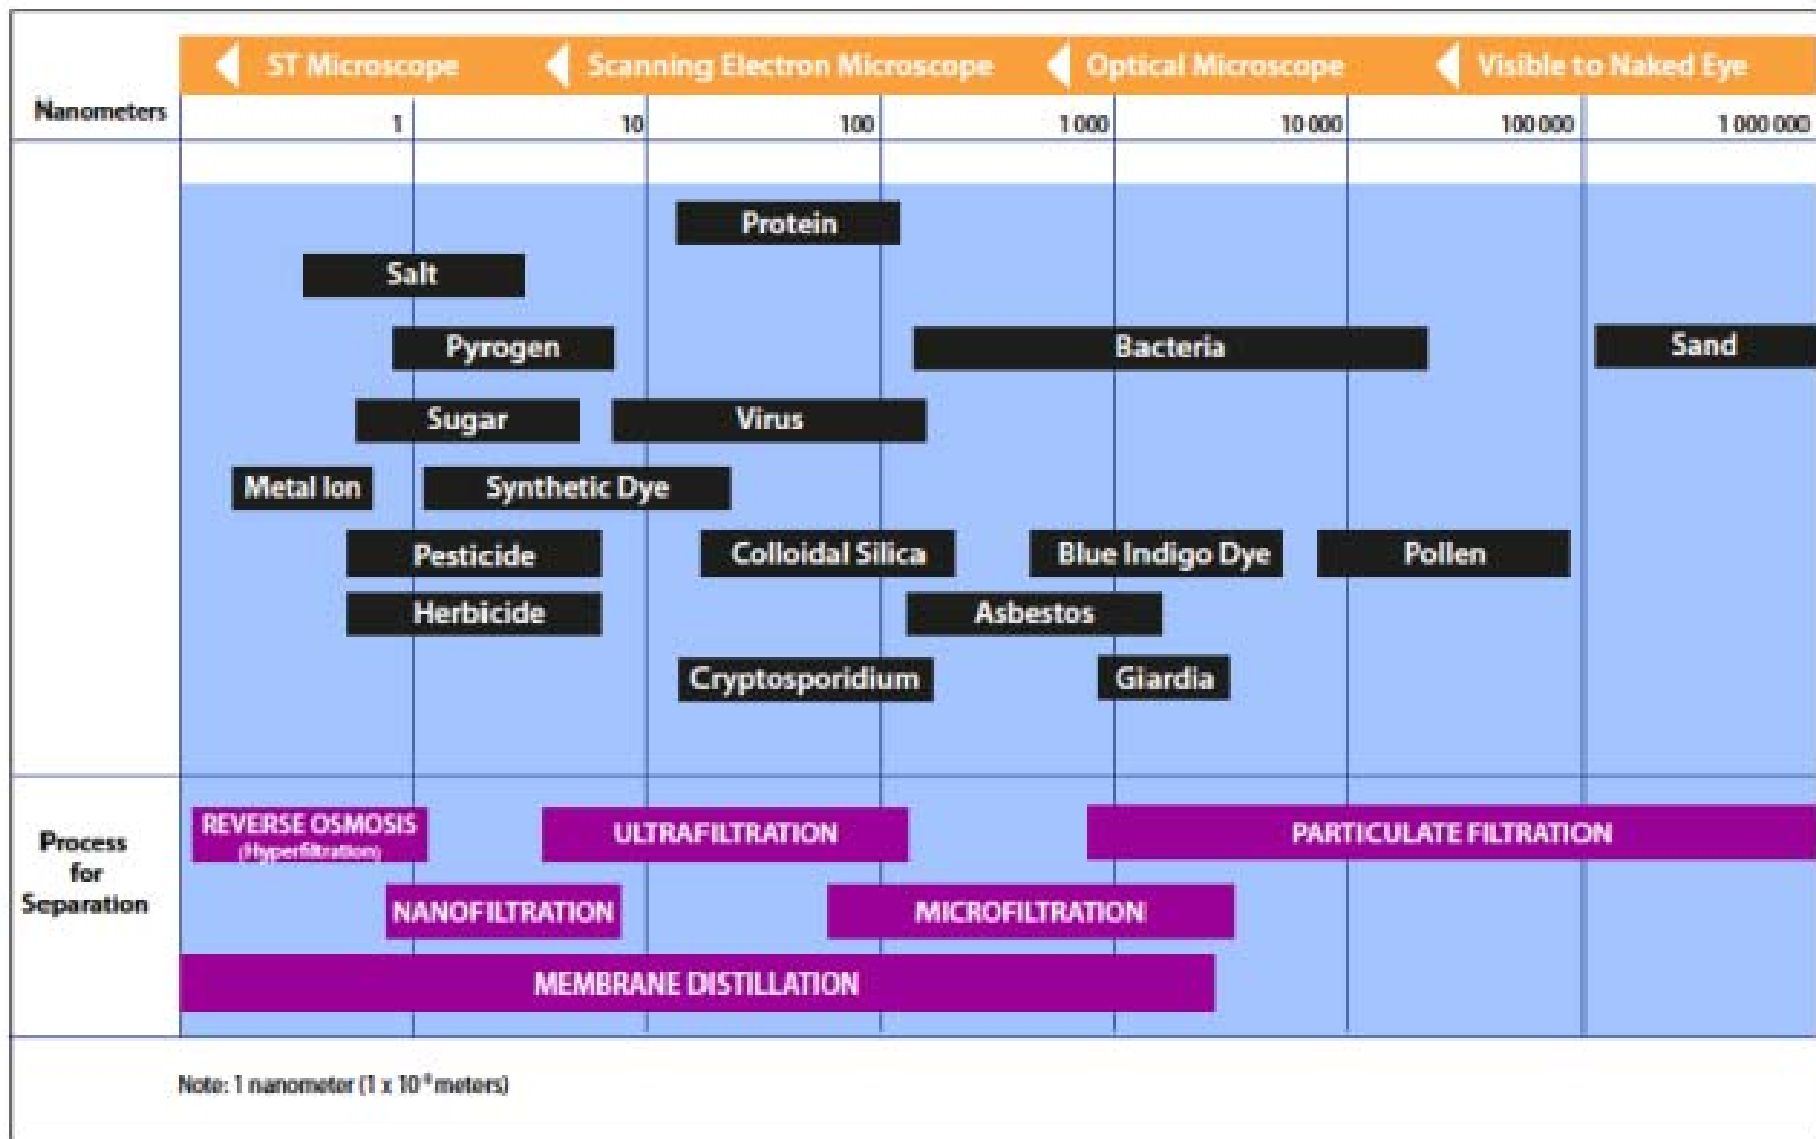 ST Microscope
Scanning Electron Microscope
Optical Microscope
Visible to Naked Eye
Nanometers
1
10
100
1 000
10 000
100 000
1 000 000
Protein
Salt
Pyrogen
Bacteria
Sand
Sugar
Virus
Metal Ion
Synthetic Dye
Pesticide
Colloidal Silica
Blue Indigo Dye
Pollen
Herbicide
Asbestos
Cryptosporidium
Giardia
Process
for
Separation
REVERSE OSMOSIS
(Hyperfiltration)
ULTRAFILTRATION
PARTICULATE FILTRATION
NANOFILTRATION
MICROFILTRATION
MEMBRANE DISTILLATION
Note: 1 nanometer (1 x 10⁻⁹ meters)